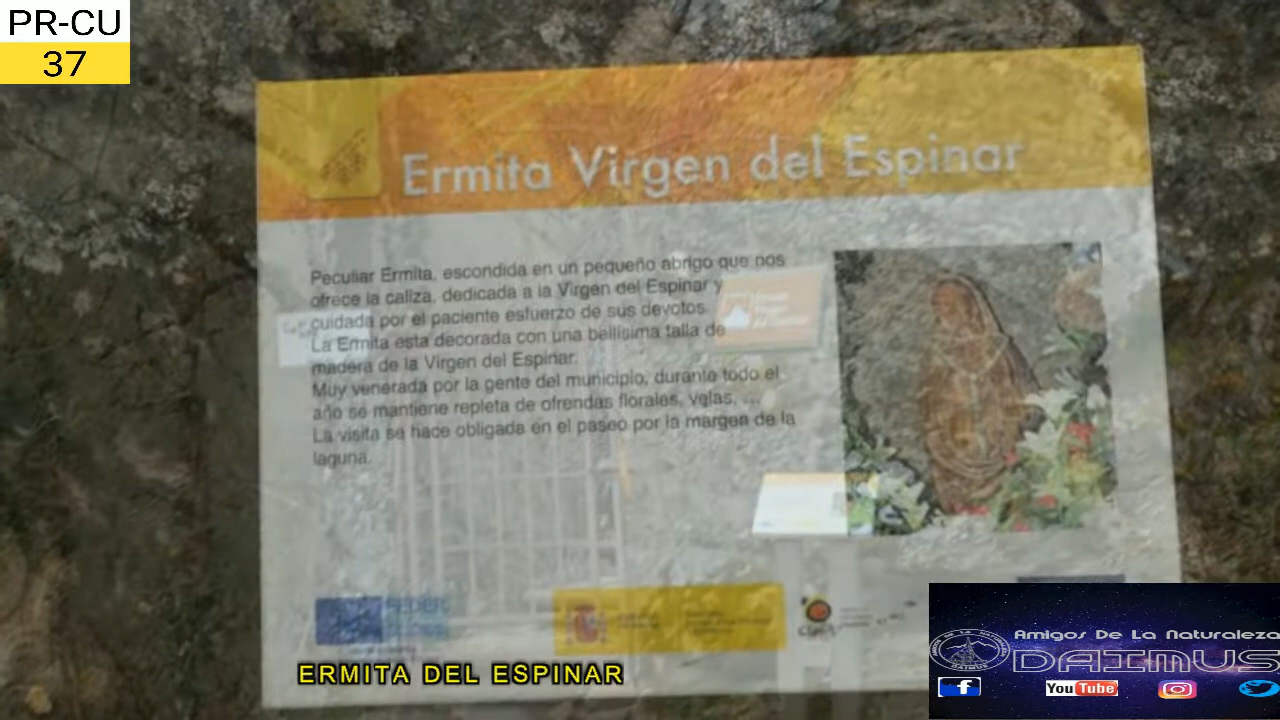 PR-CU
37
Ermita Virgen del Espinar
Peculiar Ermita, escondida en un pequeño abrigo que nos
ofrece la caliza, dedicada a la Virgen del Espinar y
cuidada por el paciente esfuerzo de sus devotos.
La Ermita esta decorada con una bellisima talla de
madera de la Virgen del Espinar.
Muy venerada por la gente del municipio, durante todo el
año se mantiene repleta de ofrendas florales, velas, ...
La visita se hace obligada en el paseo por la margen de la
laguna.
FEDER
ERMITA DEL ESPINAR
Amigos De La Naturaleza
DAIMUS
YouTube